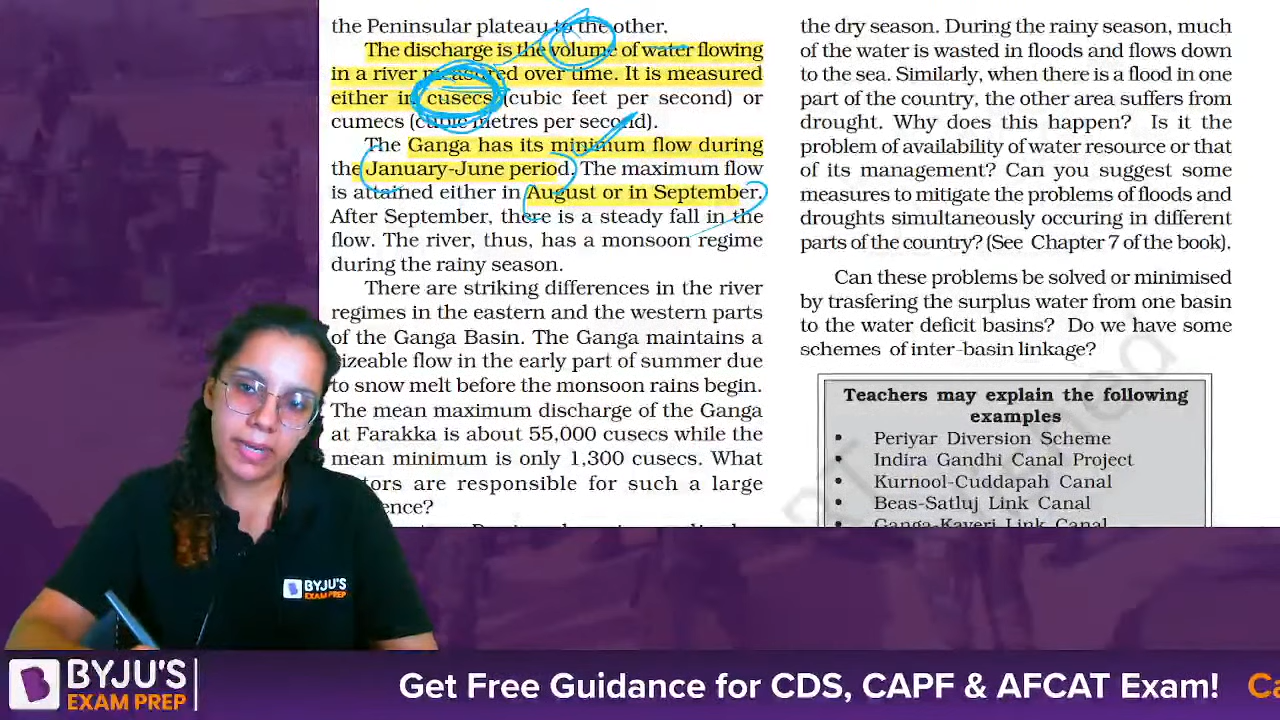 the Peninsular plateau to the other.
The discharge is the volume of water flowing
in a river measured over time. It is measured
either in cusecs (cubic feet per second) or
cumecs (cubic metres per second).
The Ganga has its minimum flow during
the January-June period. The maximum flow
is attained either in August or in September.
After September, there is a steady fall in the
flow. The river, thus, has a monsoon regime
during the rainy season.
There are striking differences in the river
regimes in the eastern and the western parts
of the Ganga Basin. The Ganga maintains a
sizeable flow in the early part of summer due
to snow melt before the monsoon rains begin.
The mean maximum discharge of the Ganga
at Farakka is about 55,000 cusecs while the
mean minimum is only 1,300 cusecs. What
are responsible for such a large
the dry season. During the rainy season, much
of the water is wasted in floods and flows down
to the sea. Similarly, when there is a flood in one
part of the country, the other area suffers from
drought. Why does this happen? Is it the
problem of availability of water resource or that
of its management? Can you suggest some
measures to mitigate the problems of floods and
droughts simultaneously occuring in different
parts of the country? (See Chapter 7 of the book).
Can these problems be solved or minimised
by trasfering the surplus water from one basin
to the water deficit basins? Do we have some
schemes of inter-basin linkage?
Teachers may explain the following
examples
• Periyar Diversion Scheme
• Indira Gandhi Canal Project
• Kurnool-Cuddapah Canal
• Beas-Satluj Link Canal
Ganga-Kaveri Link Canal
BYJU'S
EXAM PREP
BYJU'S
EXAM PREP
Get Free Guidance for CDS, CAPF & AFCAT Exam!